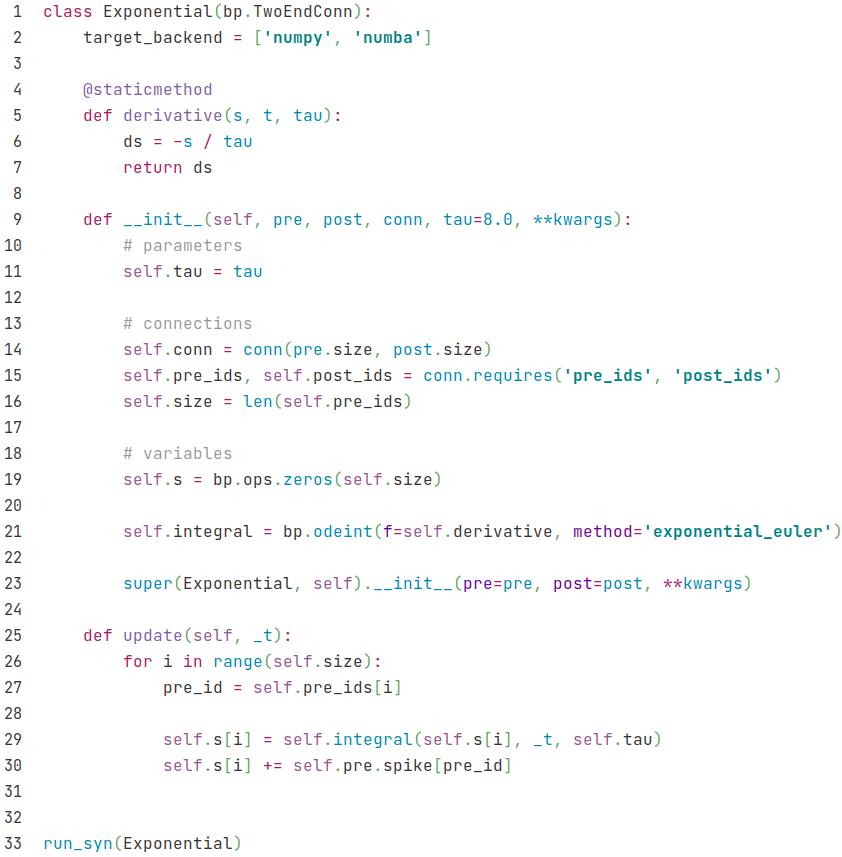 1 class Exponential(bp.TwoEndConn):
2     target_backend = ['numpy', 'numba']
3
4     @staticmethod
5     def derivative(s, t, tau):
6         ds = -s / tau
7         return ds
8
9     def __init__(self, pre, post, conn, tau=8.0, **kwargs):
10         # parameters
11         self.tau = tau
12
13         # connections
14         self.conn = conn(pre.size, post.size)
15         self.pre_ids, self.post_ids = conn.requires('pre_ids', 'post_ids')
16         self.size = len(self.pre_ids)
17
18         # variables
19         self.s = bp.ops.zeros(self.size)
20
21         self.integral = bp.odeint(f=self.derivative, method='exponential_euler')
22
23         super(Exponential, self).__init__(pre=pre, post=post, **kwargs)
24
25     def update(self, _t):
26         for i in range(self.size):
27             pre_id = self.pre_ids[i]
28
29             self.s[i] = self.integral(self.s[i], _t, self.tau)
30             self.s[i] += self.pre.spike[pre_id]
31
32
33 run_syn(Exponential)